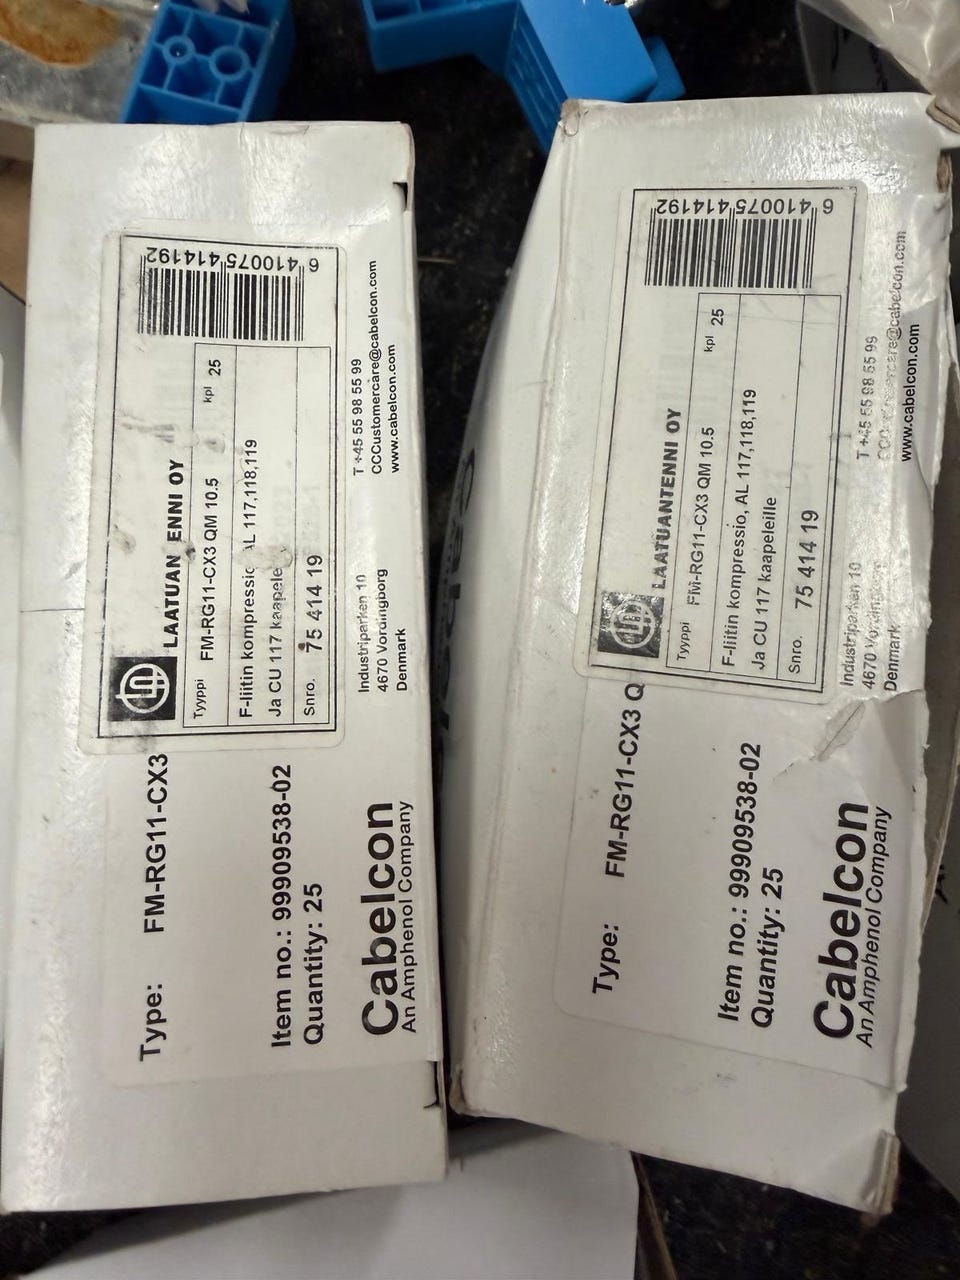 6 410075 414192
LAATUAN ENNI OY
Tyyppi FM-RG11-CX3 QM 10.5 kpl 25
F-liitin kompressio AL 117,118,119
Ja CU 117 kaapele
Snro. 75 414 19
Type: FM-RG11-CX3
Item no.: 99909538-02
Quantity: 25
Cabelcon
An Amphenol Company
Industriparken 10
4670 Vordingborg
Denmark
T +45 55 98 55 99
CCCustomercare@cabelcon.com
www.cabelcon.com
6 410075 414192
LAATUANTENNI OY
Tyyppi FM-RG11-CX3 QM 10.5 kpl 25
F-liitin kompressio, AL 117,118,119
Ja CU 117 kaapeleille
Snro. 75 414 19
Type: FM-RG11-CX3 Q
Item no.: 99909538-02
Quantity: 25
Cabelcon
An Amphenol Company
Industriparken 10
4670
Denmark
T +45 55 98 55 99
www.cabelcon.com